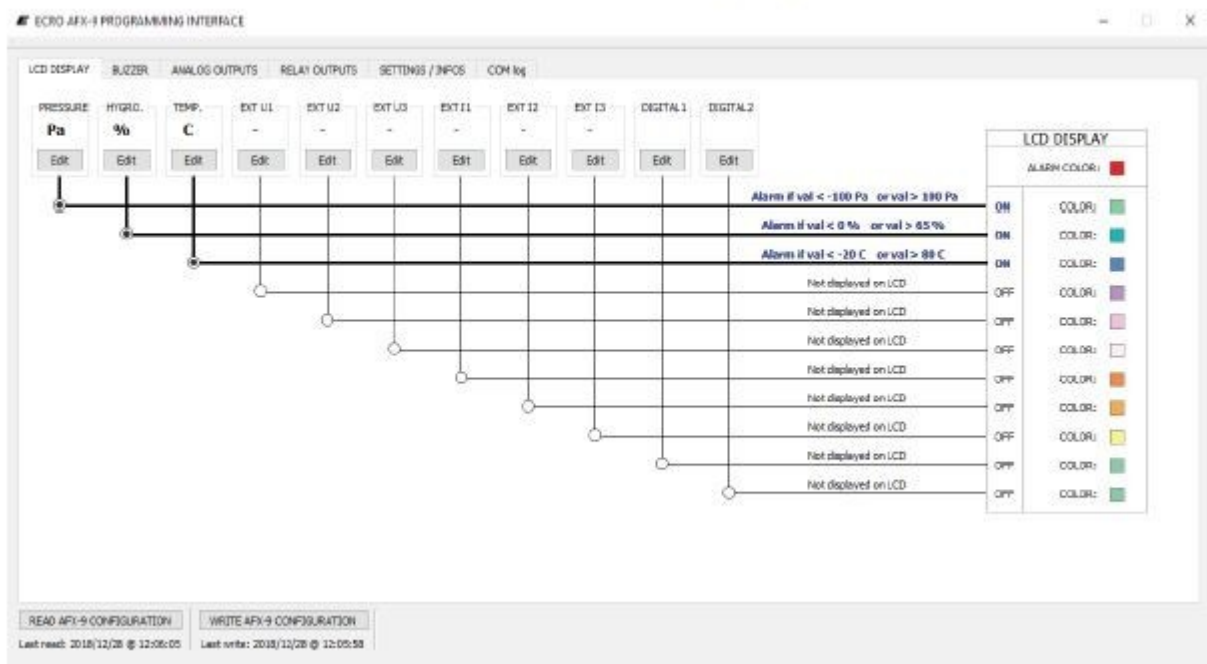 ECRO AFX-9 PROGRAMMING INTERFACE
LCD DISPLAY BUZZER ANALOG OUTPUTS RELAY OUTPUTS SETTINGS / INFOS COM log
PRESSURE HYGRO. TEMP. EXT U1 EXT U2 EXT U3 EXT I1 EXT I2 EXT I3 DIGITAL1 DIGITAL2
Pa % C - - - - - -
Edit Edit Edit Edit Edit Edit Edit Edit Edit Edit Edit
LCD DISPLAY
ALARM COLOR:
Alarm if val < -100 Pa or val > 100 Pa ON COLOR:
Alarm if val < 0 % or val > 65 % ON COLOR:
Alarm if val < -20 C or val > 80 C ON COLOR:
Not displayed on LCD OFF COLOR:
Not displayed on LCD OFF COLOR:
Not displayed on LCD OFF COLOR:
Not displayed on LCD OFF COLOR:
Not displayed on LCD OFF COLOR:
Not displayed on LCD OFF COLOR:
Not displayed on LCD OFF COLOR:
Not displayed on LCD OFF COLOR:
READ AFX-9 CONFIGURATION WRITE AFX-9 CONFIGURATION
Last read: 2018/12/28 @ 12:06:05 Last write: 2018/12/28 @ 12:05:58